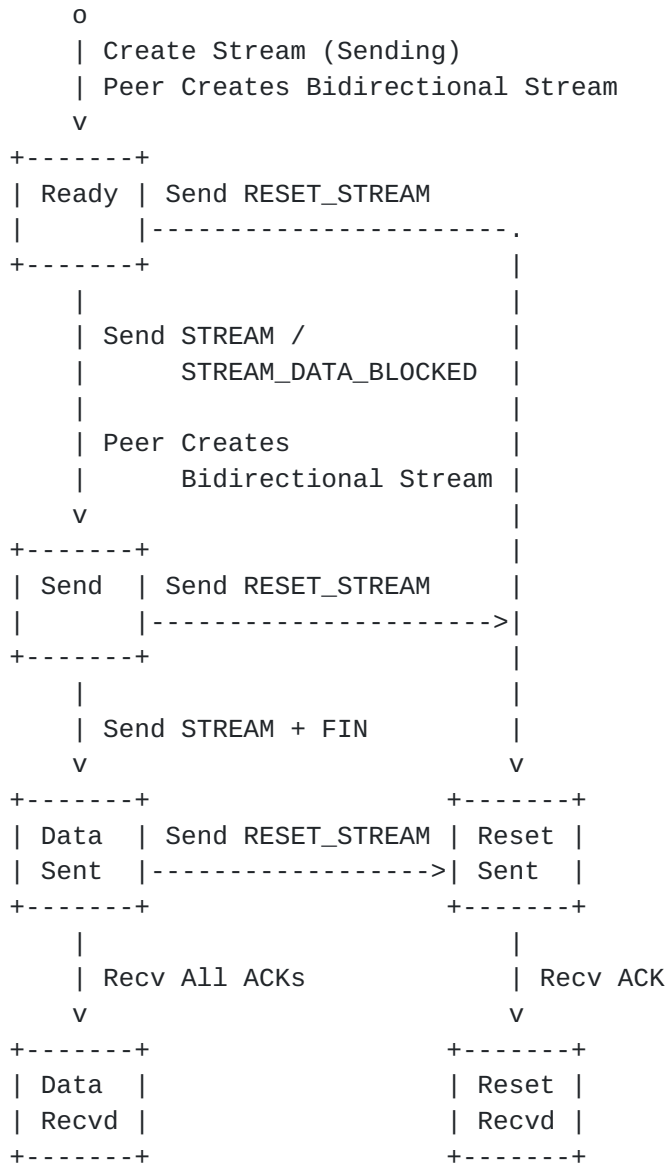 o
| Create Stream (Sending)
| Peer Creates Bidirectional Stream
v
+-------+
| Ready | Send RESET_STREAM
|       |-----------------------.
+-------+                       |
|                           |
| Send STREAM /             |
|      STREAM_DATA_BLOCKED  |
|                           |
| Peer Creates              |
|      Bidirectional Stream |
v                           |
+-------+                       |
| Send  | Send RESET_STREAM     |
|       |---------------------->|
+-------+                       |
|                           |
| Send STREAM + FIN         |
v                           v
+-------+                   +-------+
| Data  | Send RESET_STREAM | Reset |
| Sent  |------------------>| Sent  |
+-------+                   +-------+
|                           |
| Recv All ACKs             | Recv ACK
v                           v
+-------+                   +-------+
| Data  |                   | Reset |
| Recvd |                   | Recvd |
+-------+                   +-------+